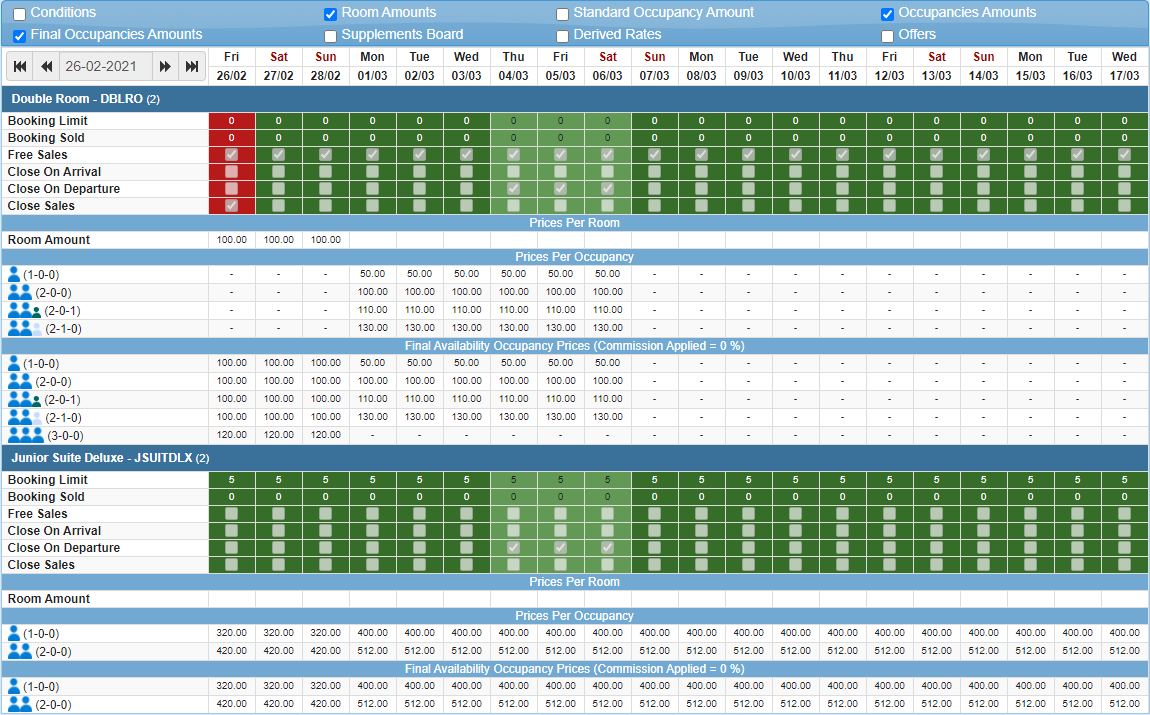 Conditions Room Amounts Standard Occupancy Amount Occupancies Amounts
Final Occupancies Amounts Supplements Board Derived Rates Offers
26-02-2021 Fri Sat Sun Mon Tue Wed Thu Fri Sat Sun Mon Tue Wed Thu Fri Sat Sun Mon Tue Wed
26/02 27/02 28/02 01/03 02/03 03/03 04/03 05/03 06/03 07/03 08/03 09/03 10/03 11/03 12/03 13/03 14/03 15/03 16/03 17/03
Double Room - DBLRO (2)
Booking Limit 0 0 0 0 0 0 0 0 0 0 0 0 0 0 0 0 0 0 0 0
Booking Sold 0 0 0 0 0 0 0 0 0 0 0 0 0 0 0 0 0 0 0 0
Free Sales
Close On Arrival
Close On Departure
Close Sales
Prices Per Room
Room Amount 100.00 100.00 100.00
Prices Per Occupancy
(1-0-0) - - - 50.00 50.00 50.00 50.00 50.00 50.00 - - - - - - - - - - -
(2-0-0) - - - 100.00 100.00 100.00 100.00 100.00 100.00 - - - - - - - - - - -
(2-0-1) - - - 110.00 110.00 110.00 110.00 110.00 110.00 - - - - - - - - - - -
(2-1-0) - - - 130.00 130.00 130.00 130.00 130.00 130.00 - - - - - - - - - - -
Final Availability Occupancy Prices (Commission Applied = 0 %)
(1-0-0) 100.00 100.00 100.00 50.00 50.00 50.00 50.00 50.00 50.00 - - - - - - - - - - -
(2-0-0) 100.00 100.00 100.00 100.00 100.00 100.00 100.00 100.00 100.00 - - - - - - - - - - -
(2-0-1) 100.00 100.00 100.00 110.00 110.00 110.00 110.00 110.00 110.00 - - - - - - - - - - -
(2-1-0) 100.00 100.00 100.00 130.00 130.00 130.00 130.00 130.00 130.00 - - - - - - - - - - -
(3-0-0) 120.00 120.00 120.00 - - - - - - - - - - - - - - - - -
Junior Suite Deluxe - JSUITDLX (2)
Booking Limit 5 5 5 5 5 5 5 5 5 5 5 5 5 5 5 5 5 5 5 5
Booking Sold 0 0 0 0 0 0 0 0 0 0 0 0 0 0 0 0 0 0 0 0
Free Sales
Close On Arrival
Close On Departure
Close Sales
Prices Per Room
Room Amount
Prices Per Occupancy
(1-0-0) 320.00 320.00 320.00 400.00 400.00 400.00 400.00 400.00 400.00 400.00 400.00 400.00 400.00 400.00 400.00 400.00 400.00 400.00 400.00 400.00
(2-0-0) 420.00 420.00 420.00 512.00 512.00 512.00 512.00 512.00 512.00 512.00 512.00 512.00 512.00 512.00 512.00 512.00 512.00 512.00 512.00 512.00
Final Availability Occupancy Prices (Commission Applied = 0 %)
(1-0-0) 320.00 320.00 320.00 400.00 400.00 400.00 400.00 400.00 400.00 400.00 400.00 400.00 400.00 400.00 400.00 400.00 400.00 400.00 400.00 400.00
(2-0-0) 420.00 420.00 420.00 512.00 512.00 512.00 512.00 512.00 512.00 512.00 512.00 512.00 512.00 512.00 512.00 512.00 512.00 512.00 512.00 512.00